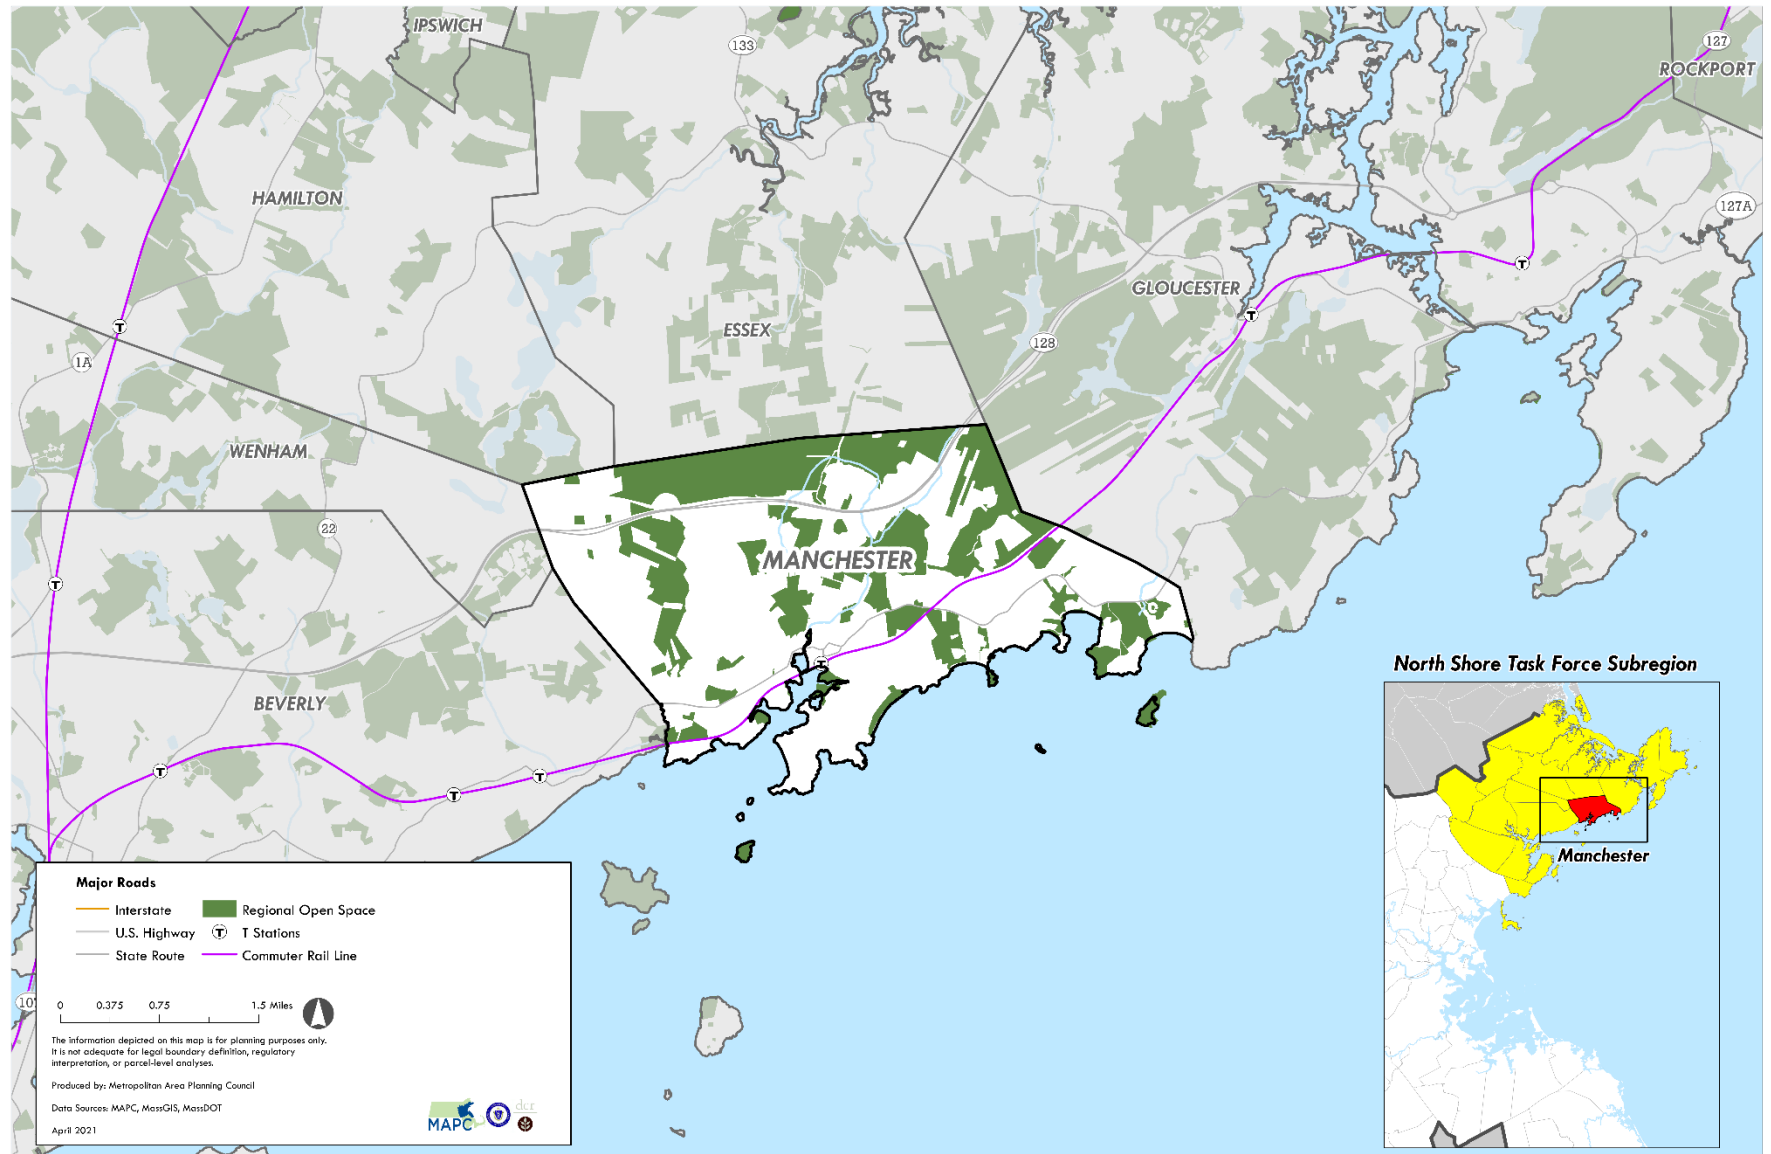 IPSWICH
133
127
ROCKPORT
HAMILTON
127A
GLOUCESTER
ESSEX
128
1A
WENHAM
22
MANCHESTER
BEVERLY
North Shore Task Force Subregion
Manchester
Major Roads
Interstate
U.S. Highway
State Route
Regional Open Space
T Stations
Commuter Rail Line
0 0.375 0.75 1.5 Miles
The information depicted on this map is for planning purposes only.
It is not adequate for legal boundary definition, regulatory
interpretation, or parcel-level analyses.
Produced by: Metropolitan Area Planning Council
Data Sources: MAPC, MassGIS, MassDOT
April 2021
MAPC
dcr
T
T
T
T
T
T
T
T
T